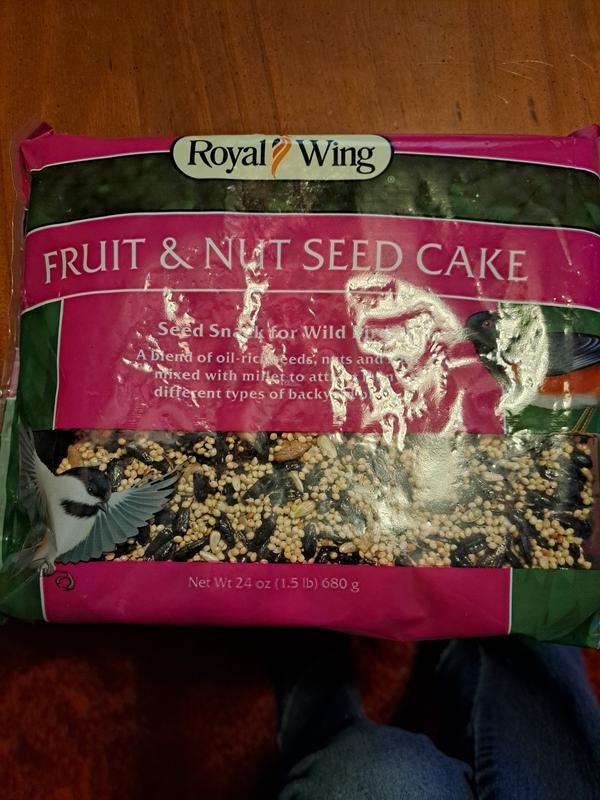 Royal Wing
FRUIT & NUT SEED CAKE
Seed Snack for Wild Birds
A blend of oil-rich seeds, nuts and
mixed with millet to attract
different types of backyard
Net Wt 24 oz (1.5 lb) 680 g